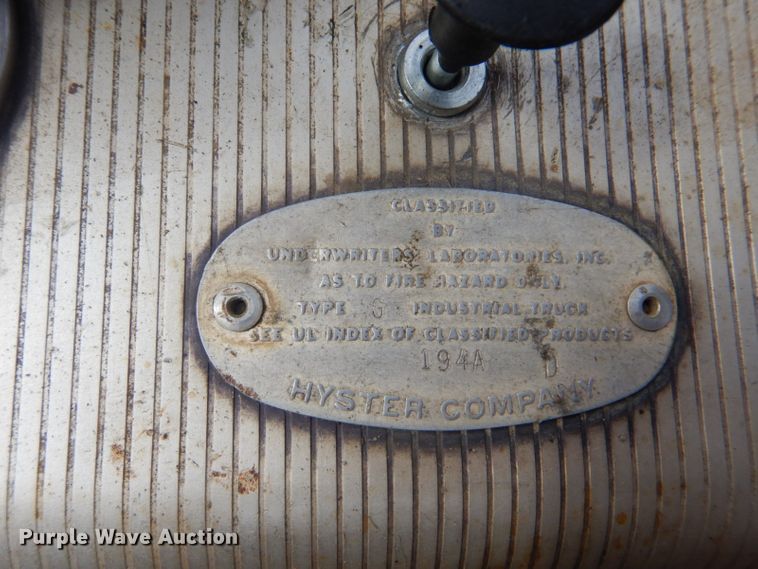 CLASSIFIED
BY
UNDERWRITERS' LABORATORIES, INC.
AS TO FIRE HAZARD ONLY.
TYPE G INDUSTRIAL TRUCK
SEE UL INDEX OF CLASSIFIED PRODUCTS
194A D
HYSTER COMPANY
Purple Wave Auction